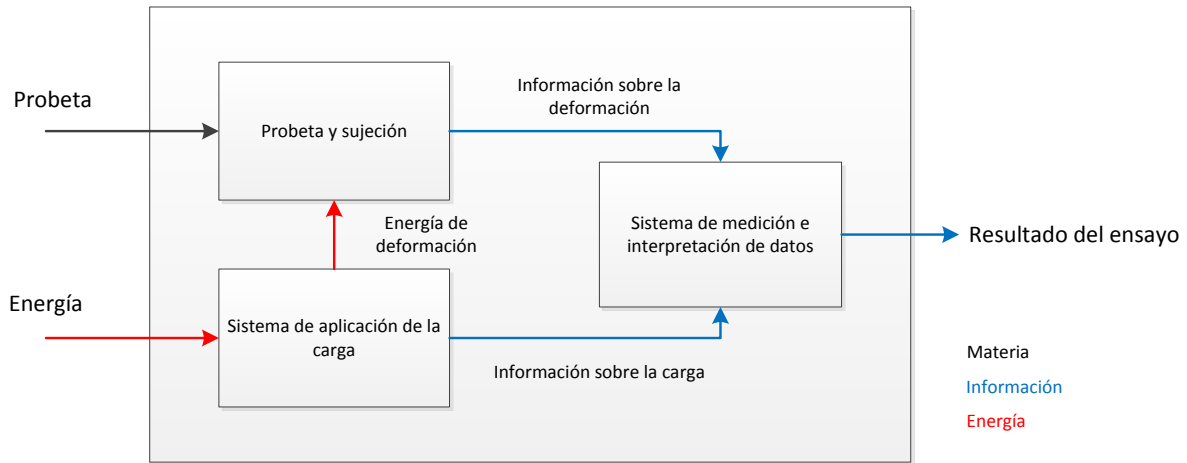 Probeta
Probeta y sujeción
Información sobre la
deformación
Energía de
deformación
Sistema de medición e
interpretación de datos
Resultado del ensayo
Energía
Sistema de aplicación de la
carga
Información sobre la carga
Materia
Información
Energía